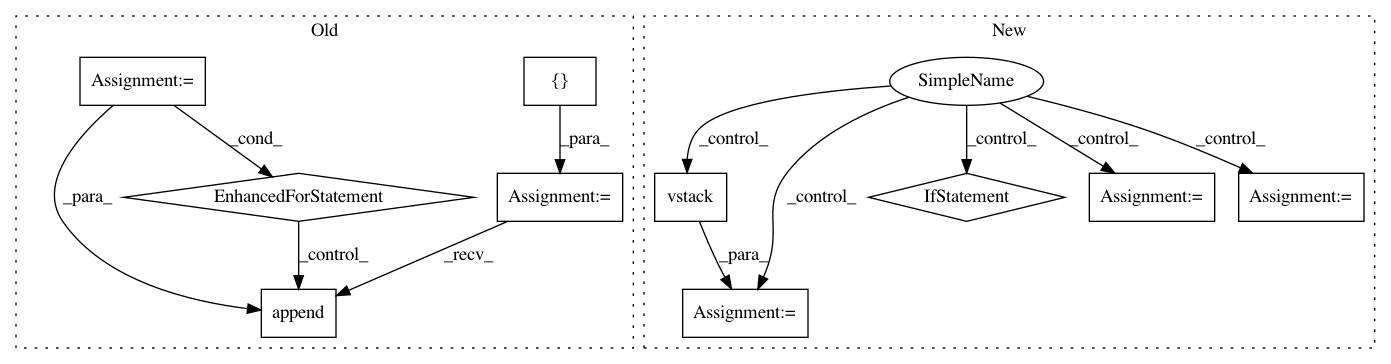 Old
New
Assignment:=
{}
SimpleName
_cond_
_para_
_control_
_control_
_control_
_control_
_para_
EnhancedForStatement
Assignment:=
vstack
_control_
IfStatement
Assignment:=
Assignment:=
_control_
_recv_
_para_
append
Assignment:=